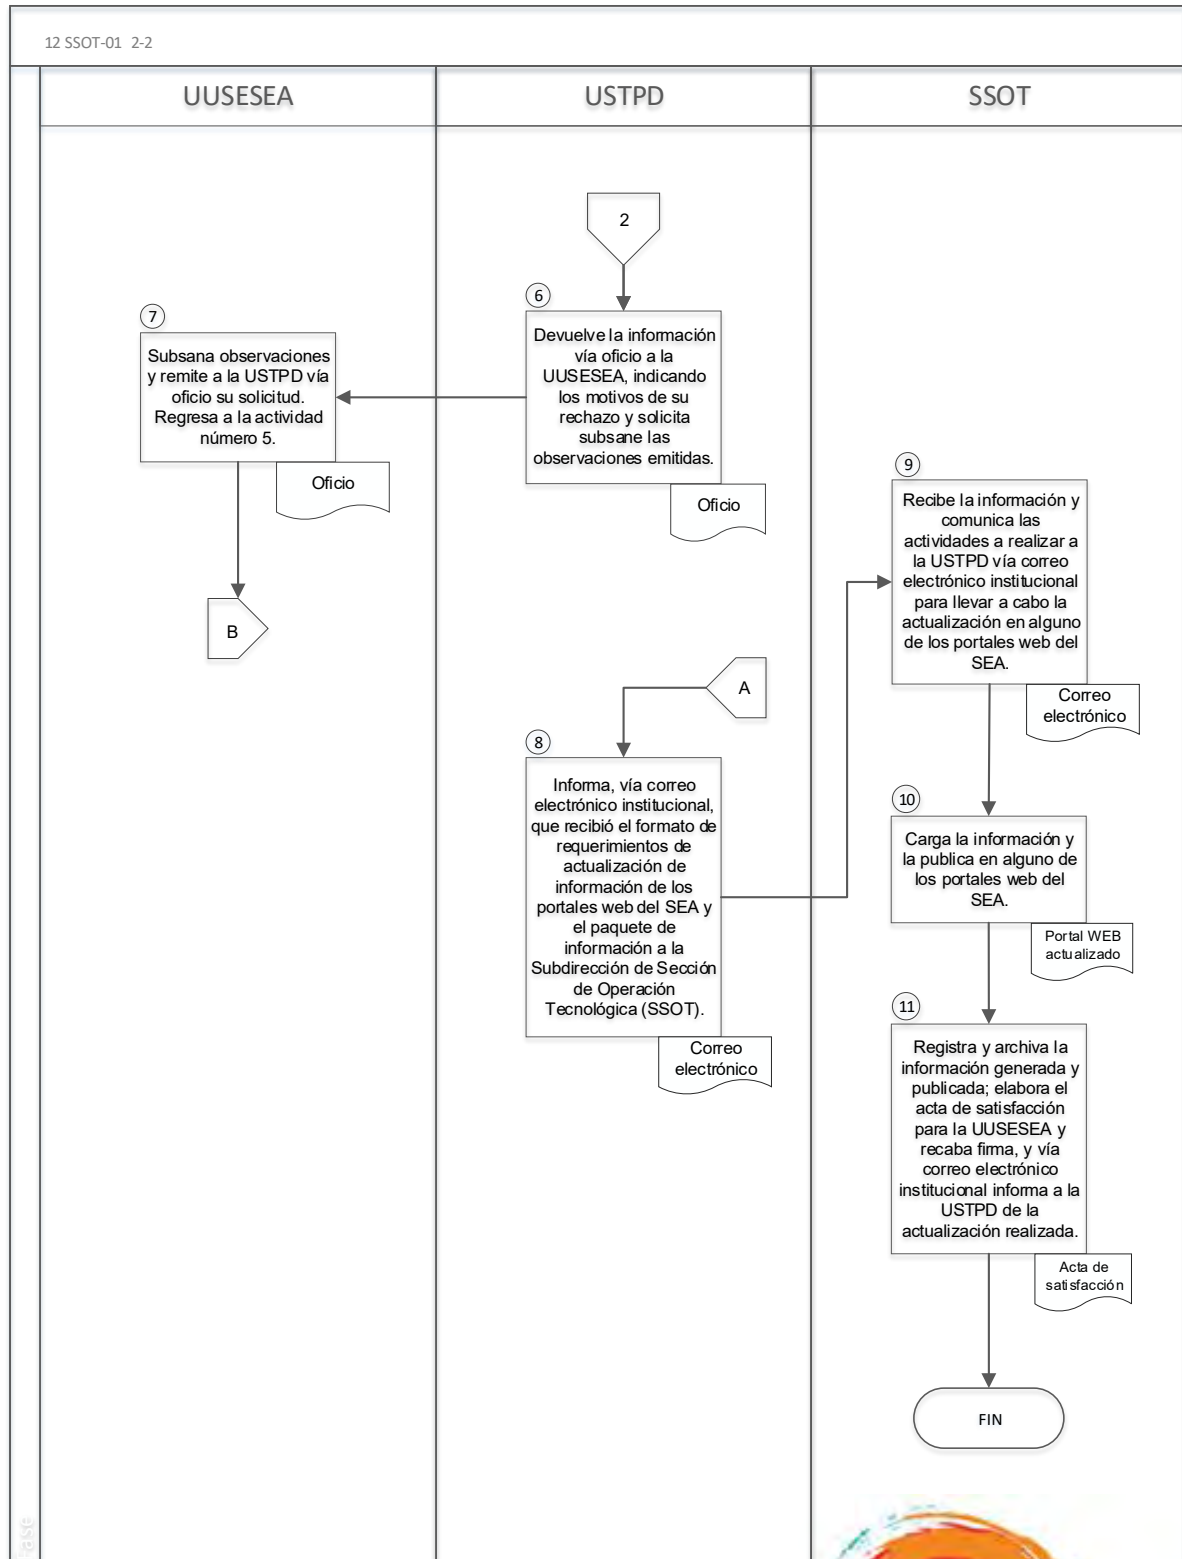 12 SSOT-01 2-2
UUSESEA
USTPD
SSOT
2
6
Devuelve la información
vía oficio a la
UUSESEA, indicando
los motivos de su
rechazo y solicita
subsane las
observaciones emitidas.
Oficio
7
Subsana observaciones
y remite a la USTPD vía
oficio su solicitud.
Regresa a la actividad
número 5.
Oficio
B
A
8
Informa, vía correo
electrónico institucional,
que recibió el formato de
requerimientos de
actualización de
información de los
portales web del SEA y
el paquete de
información a la
Subdirección de Sección
de Operación
Tecnológica (SSOT).
Correo
electrónico
9
Recibe la información y
comunica las
actividades a realizar a
la USTPD vía correo
electrónico institucional
para llevar a cabo la
actualización en alguno
de los portales web del
SEA.
Correo
electrónico
10
Carga la información y
la publica en alguno de
los portales web del
SEA.
Portal WEB
actualizado
11
Registra y archiva la
información generada y
publicada; elabora el
acta de satisfacción
para la UUSESEA y
recaba firma, y vía
correo electrónico
institucional informa a la
USTPD de la
actualización realizada.
Acta de
satisfacción
FIN
Fase